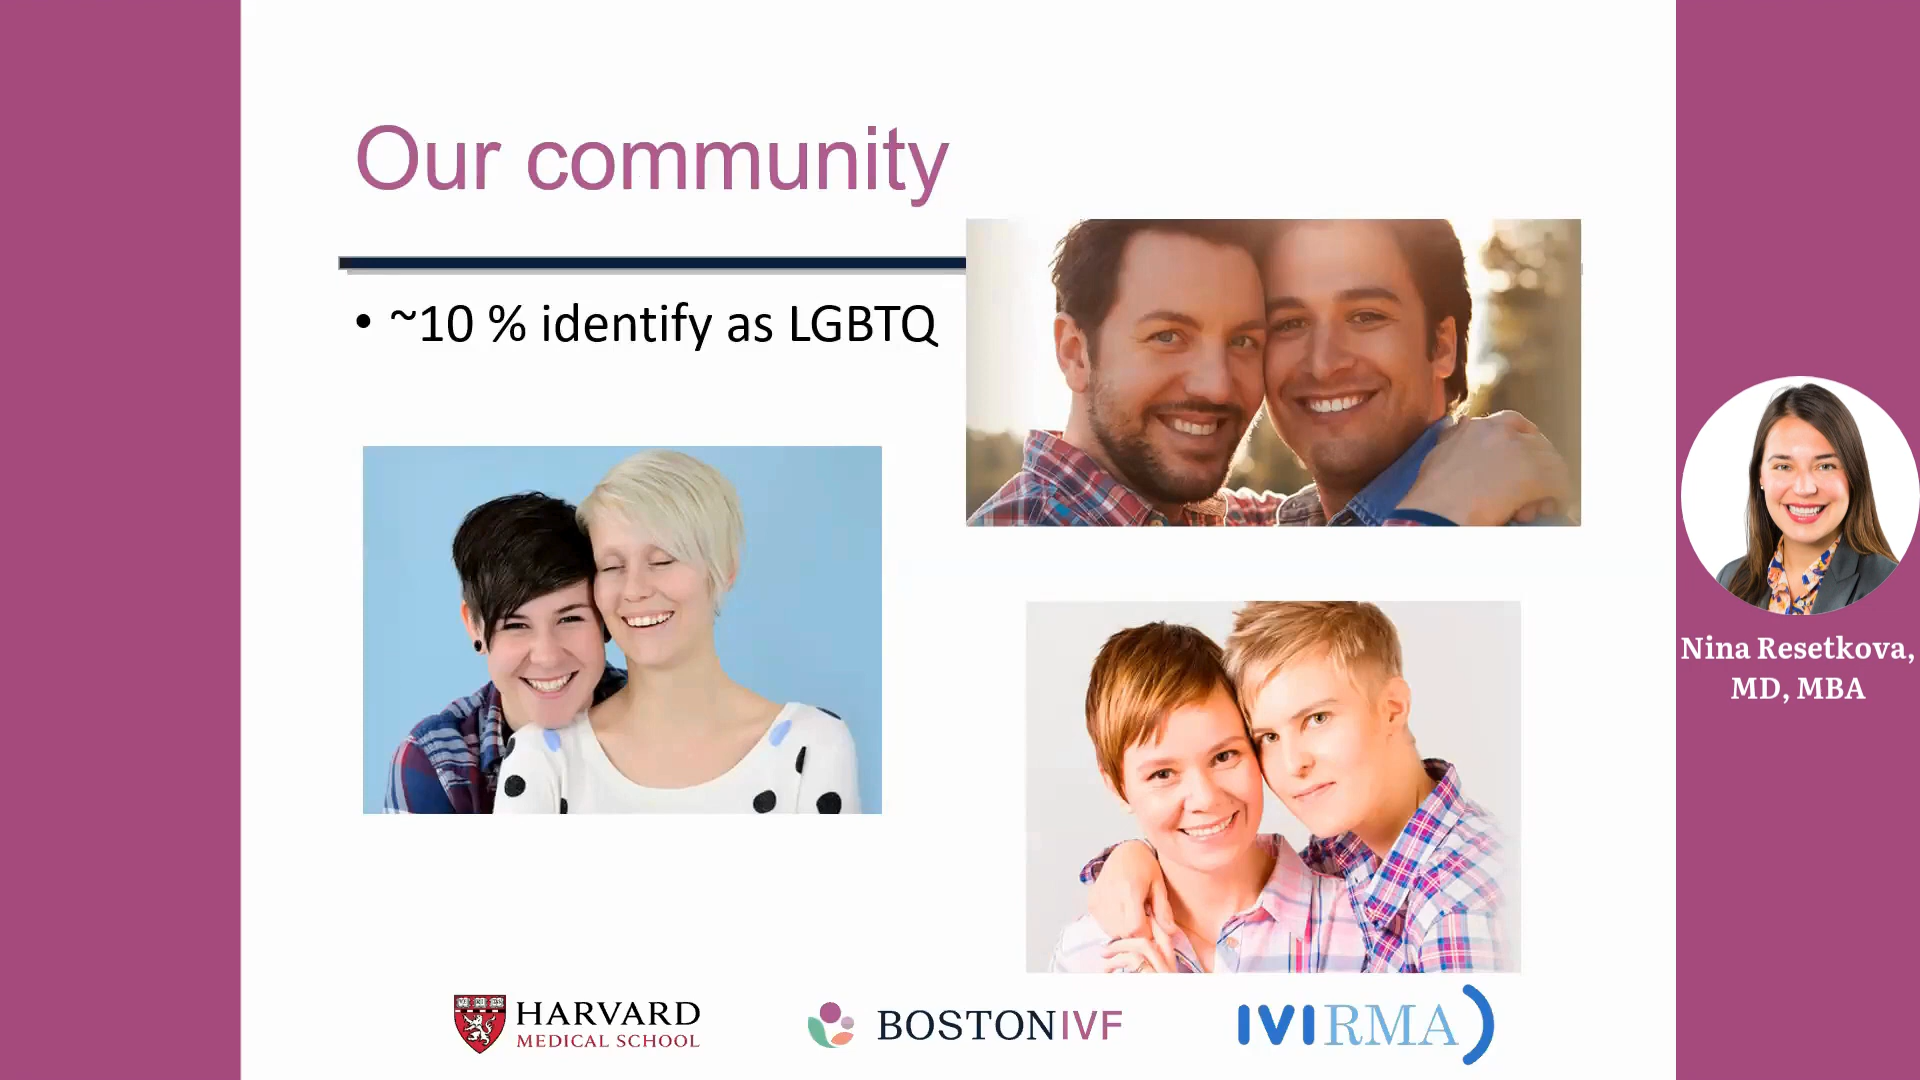 Our community
• ~10 % identify as LGBTQ
Nina Resetkova,
MD, MBA
HARVARD
MEDICAL SCHOOL
BOSTONIVF
IVIRMA